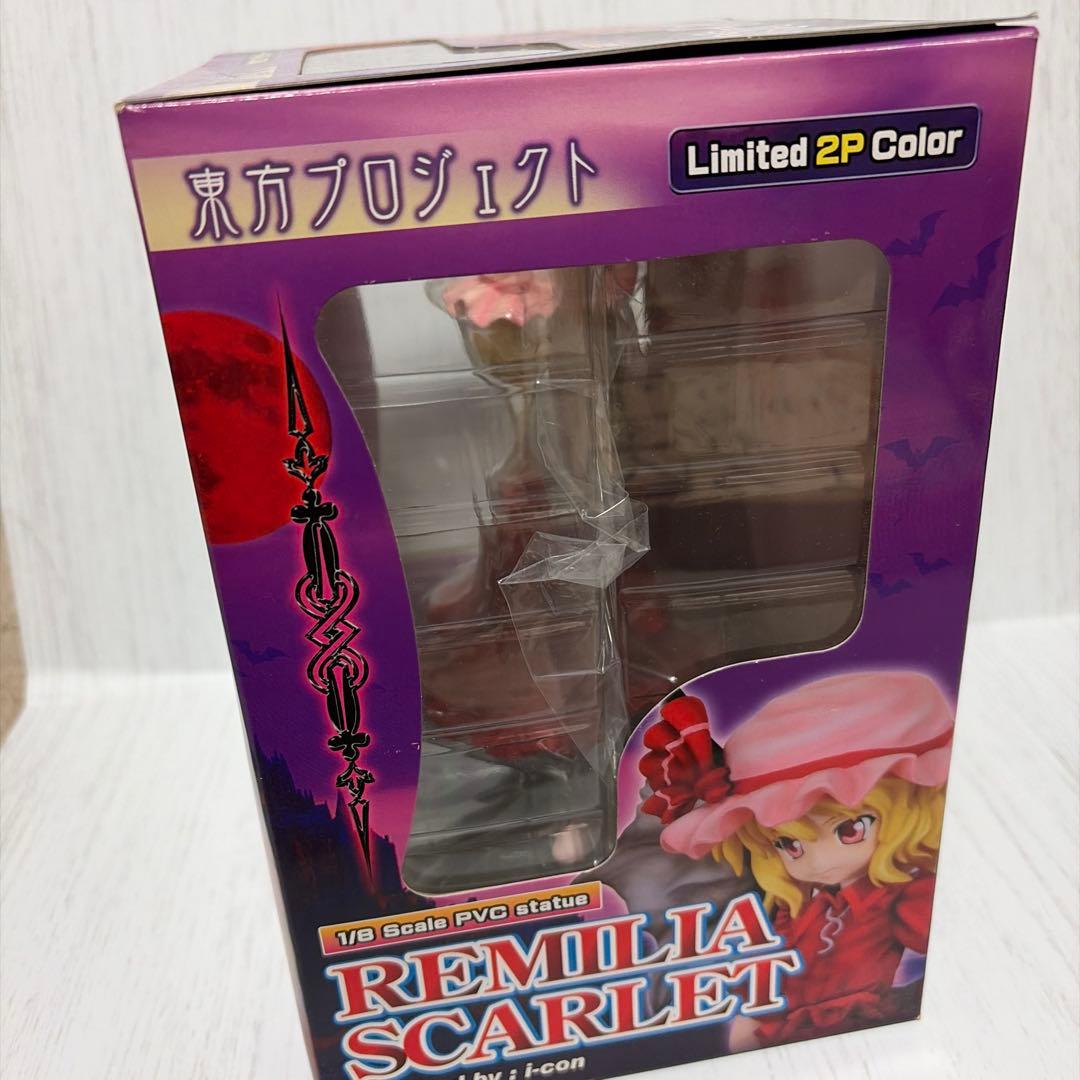 東方プロジェクト
Limited 2P Color
1/8 Scale PVC statue
REMILIA
SCARLET
by : i-con